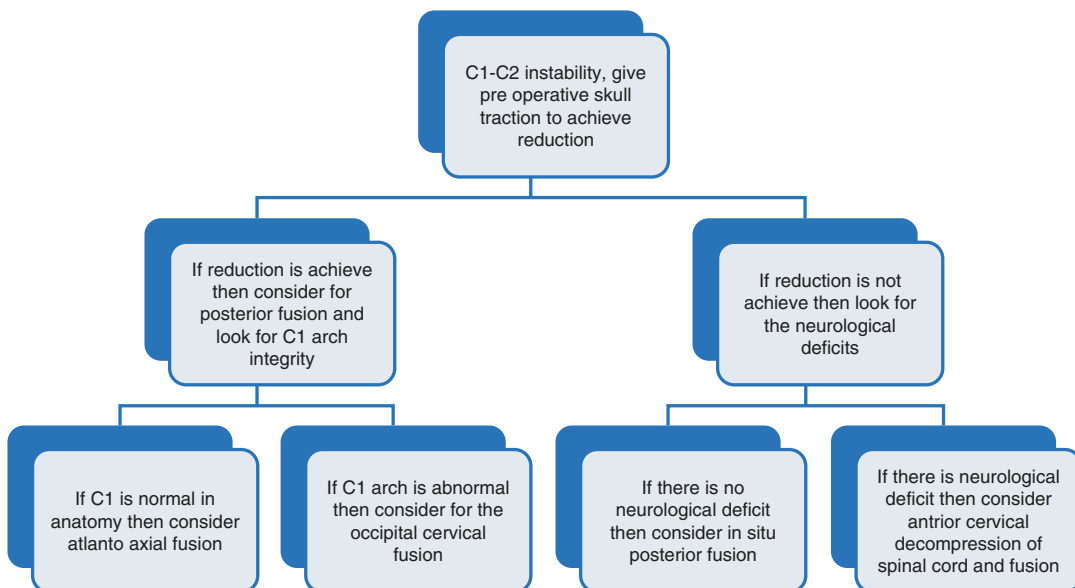 C1-C2 instability, give
pre operative skull
traction to achieve
reduction
If reduction is achieve
then consider for
posterior fusion and
look for C1 arch
integrity
If reduction is not
achieve then look for
the neurological
deficits
If C1 is normal in
anatomy then consider
atlanto axial fusion
If C1 arch is abnormal
then consider for the
occipital cervical
fusion
If there is no
neurological deficit
then consider in situ
posterior fusion
If there is neurological
deficit then consider
antrior cervical
decompression of
spinal cord and fusion